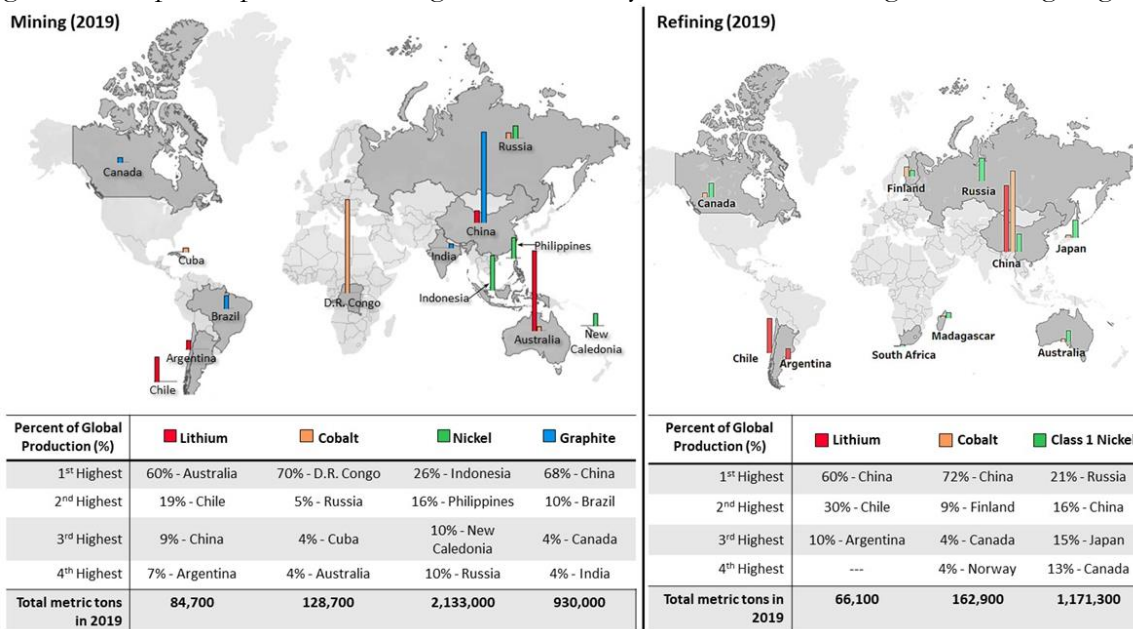 Mining (2019)
Canada
Cuba
Brazil
Argentina
Chile
D.R. Congo
Russia
China
India
Philippines
Indonesia
Australia
New
Caledonia
Percent of Global
Production (%)
Lithium
Cobalt
Nickel
Graphite
1st Highest
60% - Australia
70% - D.R. Congo
26% - Indonesia
68% - China
2nd Highest
19% - Chile
5% - Russia
16% - Philippines
10% - Brazil
3rd Highest
9% - China
4% - Cuba
10% - New
Caledonia
4% - Canada
4th Highest
7% - Argentina
4% - Australia
10% - Russia
4% - India
Total metric tons
in 2019
84,700
128,700
2,133,000
930,000
Refining (2019)
Canada
Finland
Russia
China
Japan
Chile
Argentina
South Africa
Madagascar
Australia
Percent of Global
Production (%)
Lithium
Cobalt
Class 1 Nickel
1st Highest
60% - China
72% - China
21% - Russia
2nd Highest
30% - Chile
9% - Finland
16% - China
3rd Highest
10% - Argentina
4% - Canada
15% - Japan
4th Highest
---
4% - Norway
13% - Canada
Total metric tons in
2019
66,100
162,900
1,171,300